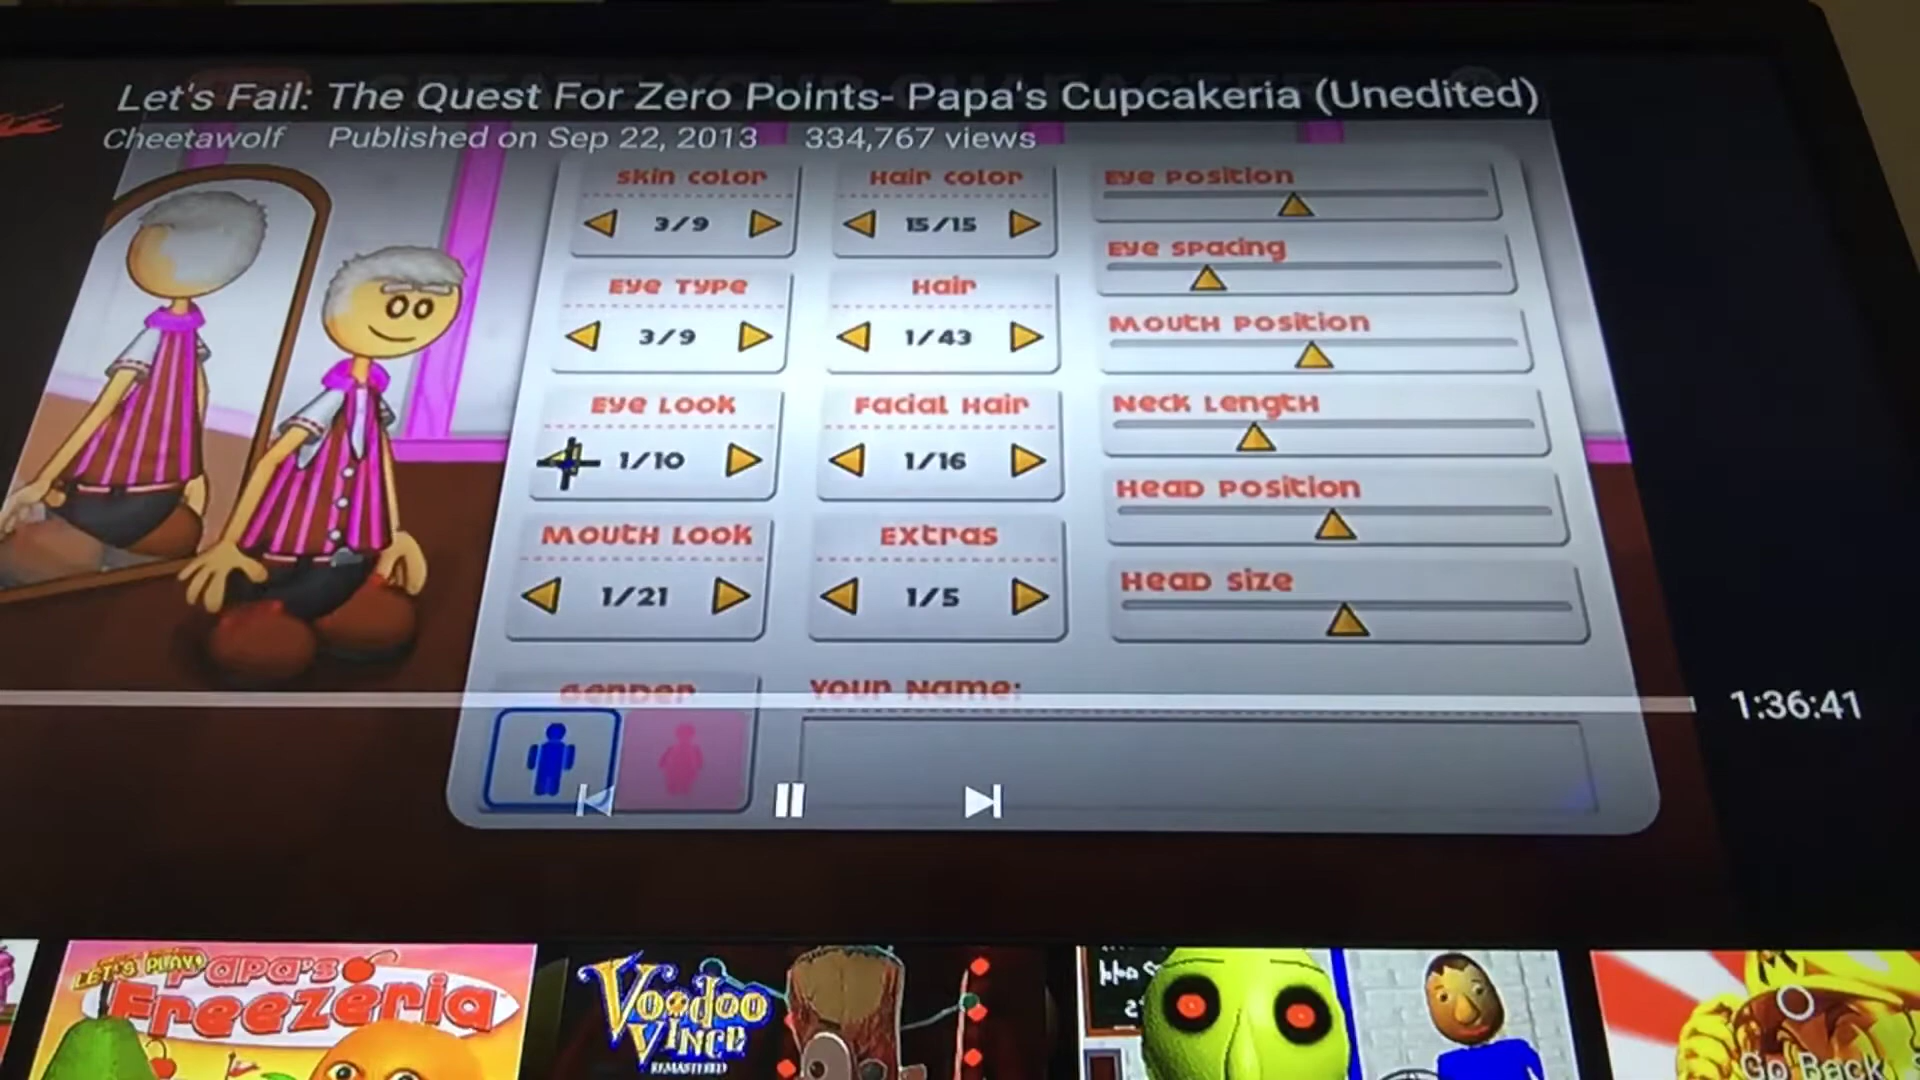 Let's Fail: The Quest For Zero Points- Papa's Cupcakeria (Unedited)
Cheetawolf Published on Sep 22, 2013 334,767 views
Skin Color
Hair Color
Eye Position
3/9
15/15
Eye Spacing
Eye Type
Hair
3/9
1/43
Mouth Position
Eye Look
Facial Hair
Neck Length
1/10
1/16
Head Position
Mouth Look
Extras
1/21
1/5
Head Size
Gender
Your Name:
1:36:41
LET'S PLAY!
Papa's
Freezeria
Voodoo
Vince
REMASTERED
Go Back